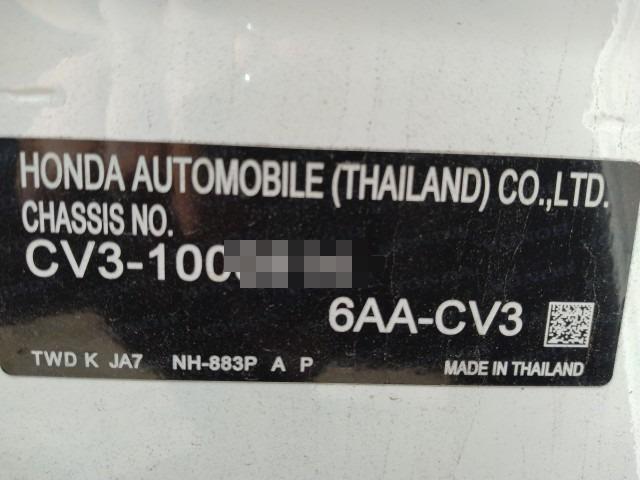 HONDA AUTOMOBILE (THAILAND) CO.,LTD.
CHASSIS NO.
CV3-100
6AA-CV3
TWD K JA7 NH-883P A P
MADE IN THAILAND